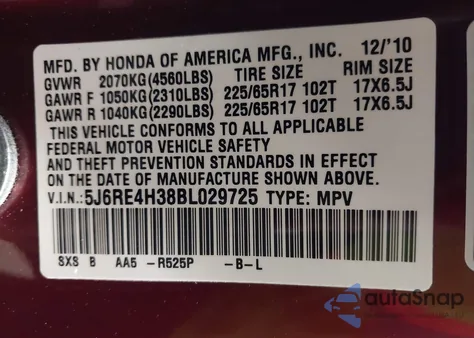 MFD. BY HONDA OF AMERICA MFG., INC. 12/'10
GVWR 2070KG(4560LBS) TIRE SIZE RIM SIZE
GAWR F 1050KG(2310LBS) 225/65R17 102T 17X6.5J
GAWR R 1040KG(2290LBS) 225/65R17 102T 17X6.5J
THIS VEHICLE CONFORMS TO ALL APPLICABLE
FEDERAL MOTOR VEHICLE SAFETY
AND THEFT PREVENTION STANDARDS IN EFFECT
ON THE DATE OF MANUFACTURE SHOWN ABOVE.
V.I.N.:5J6RE4H38BL029725 TYPE: MPV
SXS B AA5 -R525P -B-L
autoSnap